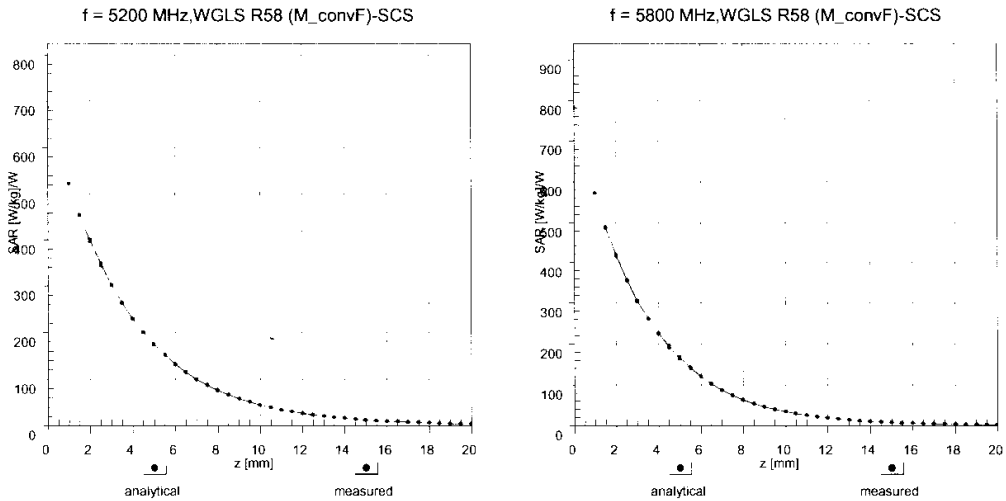 f = 5200 MHz,WGLS R58 (M_convF)-SCS
800
700
600
500
400
300
200
100
0
SAR [W/kg]/W
0 2 4 6 8 10 12 14 16 18 20
z [mm]
analytical measured
f = 5800 MHz,WGLS R58 (M_convF)-SCS
900
800
700
600
500
400
300
200
100
0
SAR [W/kg]/W
0 2 4 6 8 10 12 14 16 18 20
z [mm]
analytical measured